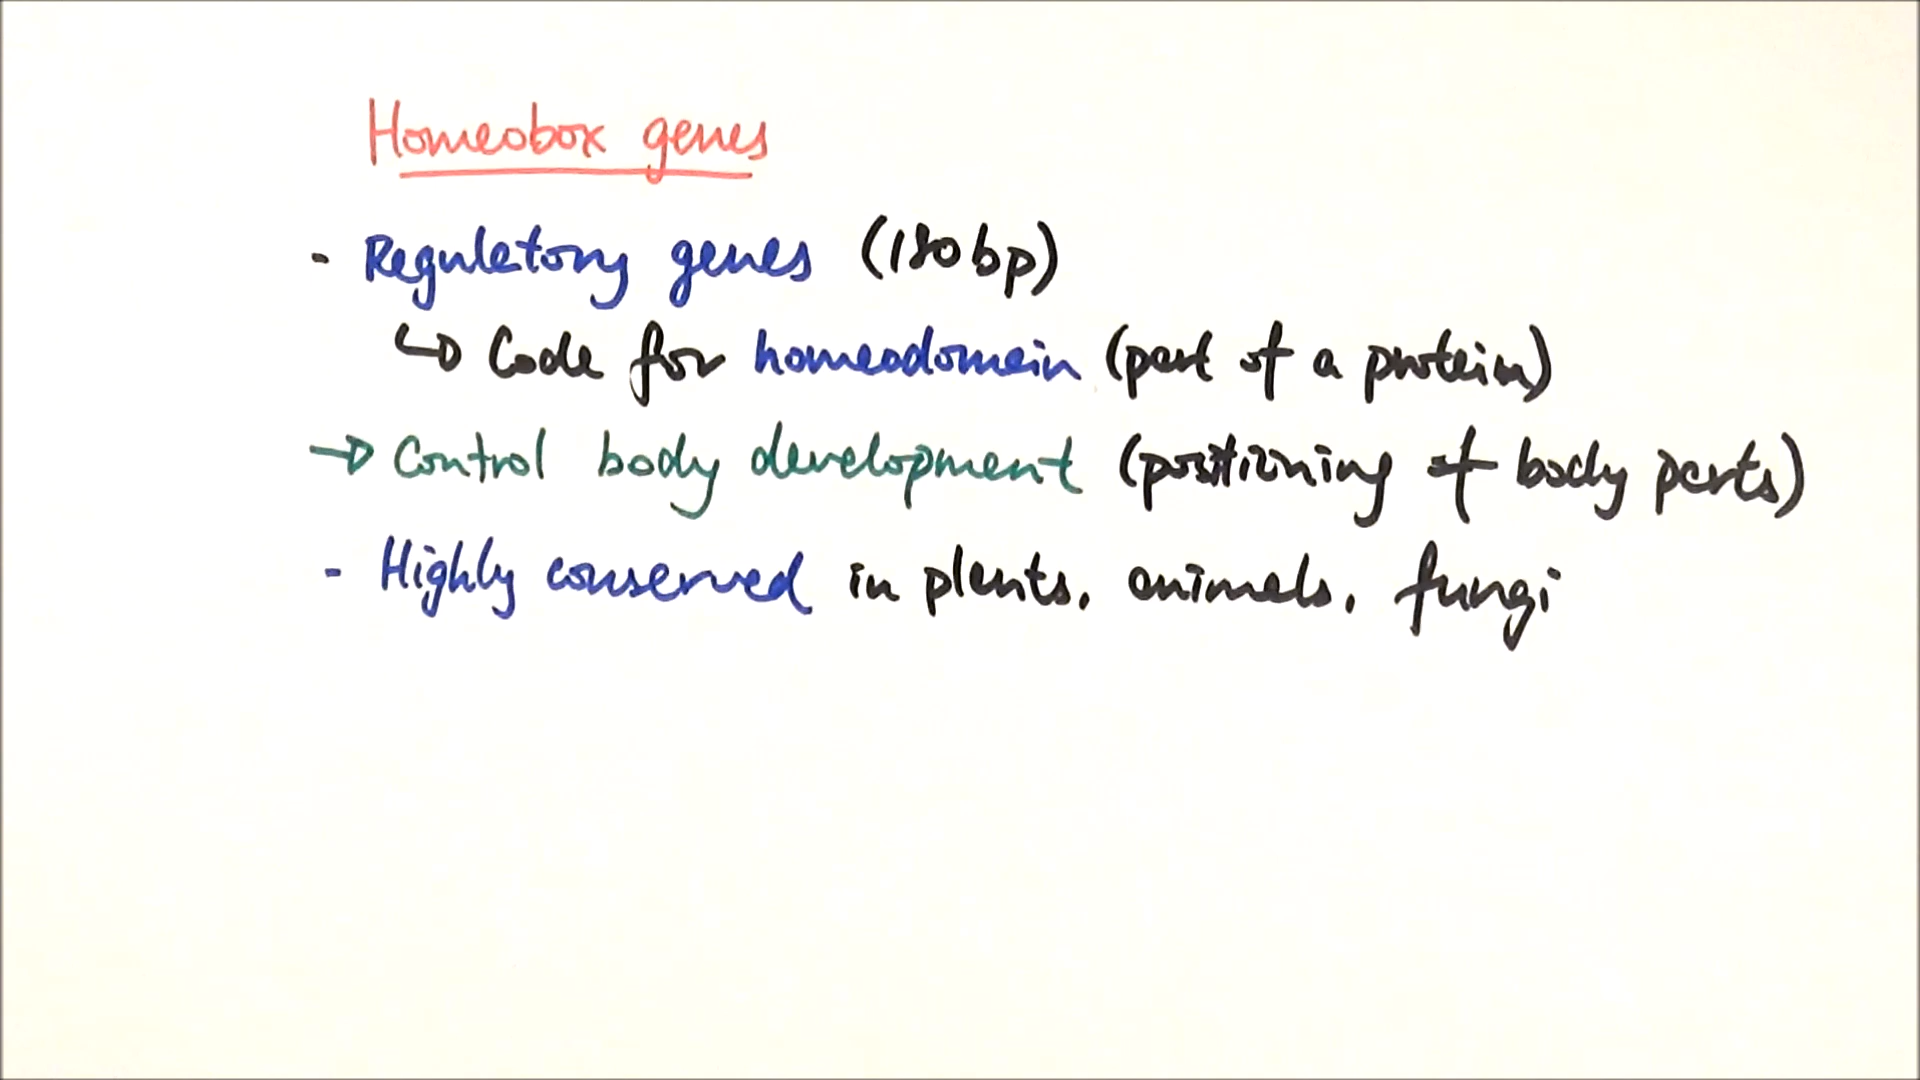 Homeobox genes
- Regulatory genes (180bp)
↳ Code for homeodomain (part of a protein)
→ Control body development (positioning of body parts)
- Highly conserved in plants, animals, fungi